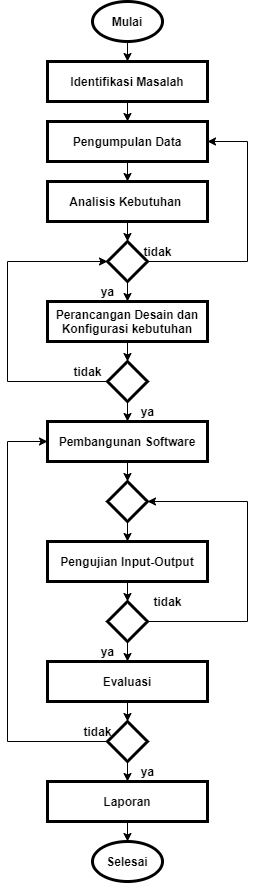 Mulai
Identifikasi Masalah
Pengumpulan Data
Analisis Kebutuhan
tidak
ya
Perancangan Desain dan
Konfigurasi kebutuhan
tidak
ya
Pembangunan Software
Pengujian Input-Output
tidak
ya
Evaluasi
tidak
ya
Laporan
Selesai